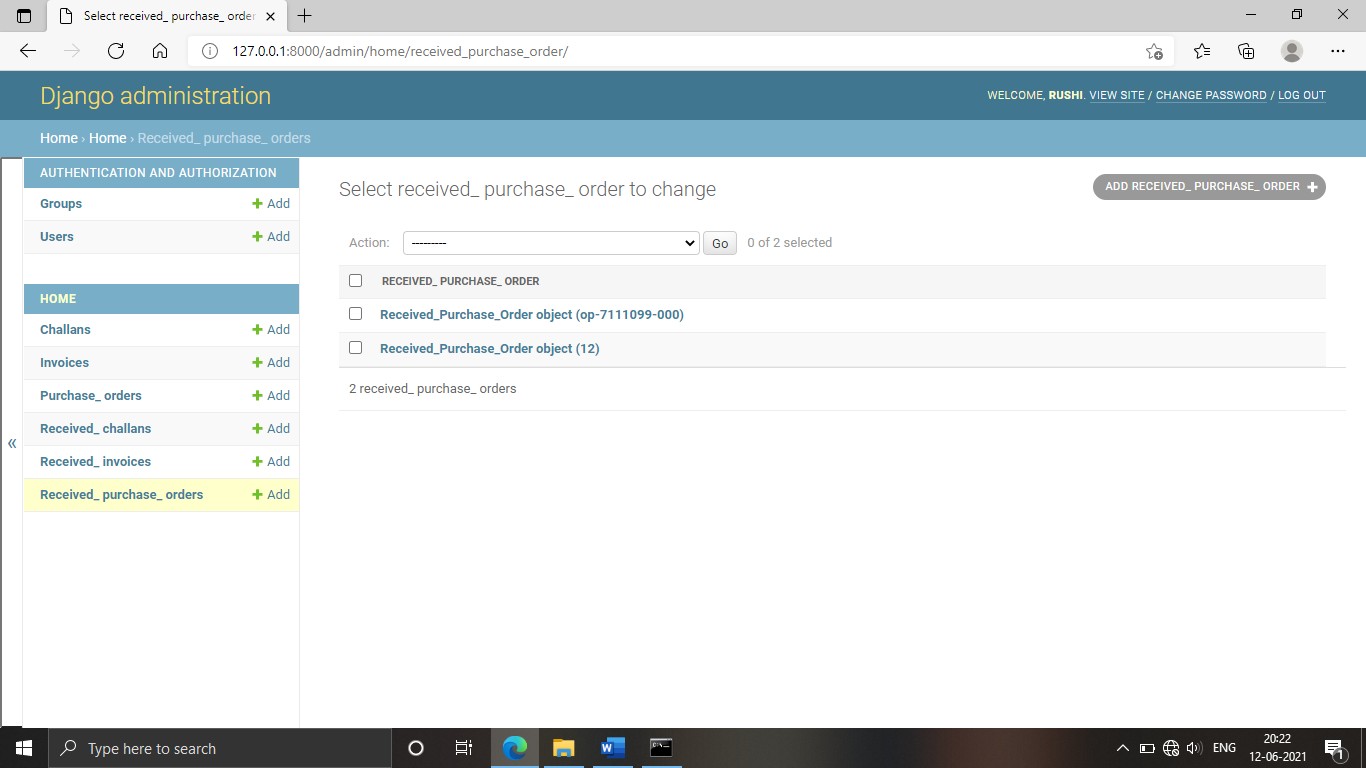 Select received_ purchase_ order
127.0.0.1:8000/admin/home/received_purchase_order/
Django administration
WELCOME, RUSHI. VIEW SITE / CHANGE PASSWORD / LOG OUT
Home › Home › Received_ purchase_ orders
AUTHENTICATION AND AUTHORIZATION
Groups + Add
Users + Add
HOME
Challans + Add
Invoices + Add
Purchase_ orders + Add
Received_ challans + Add
Received_ invoices + Add
Received_ purchase_ orders + Add
«
Select received_ purchase_ order to change
ADD RECEIVED_ PURCHASE_ ORDER +
Action: --------- Go 0 of 2 selected
RECEIVED_ PURCHASE_ ORDER
Received_Purchase_Order object (op-7111099-000)
Received_Purchase_Order object (12)
2 received_ purchase_ orders
Type here to search
ENG
20:22
12-06-2021
1